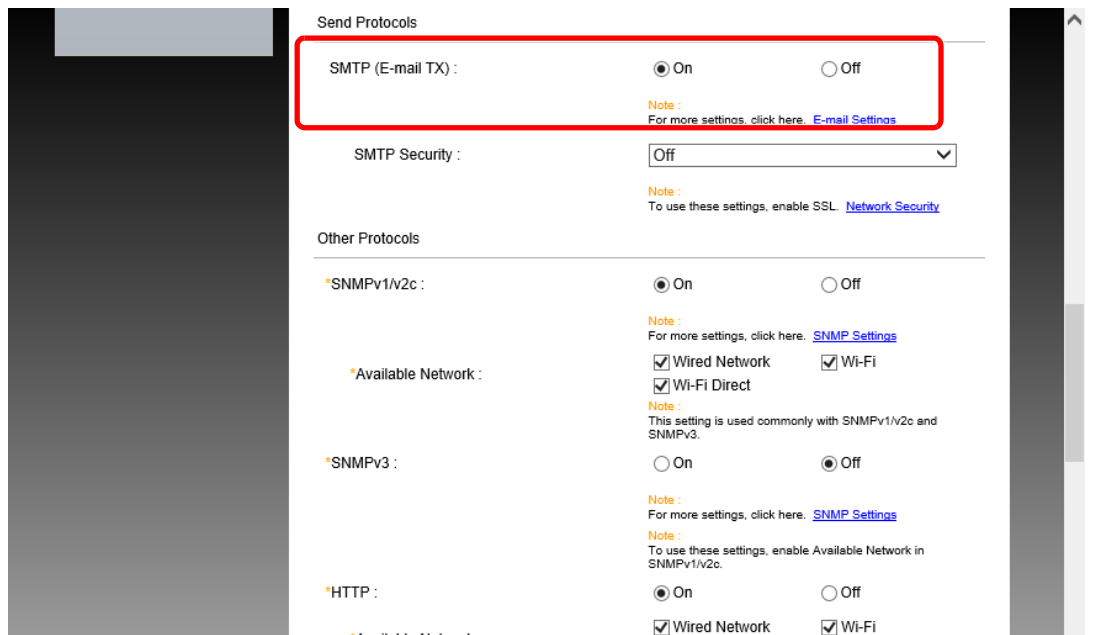 Send Protocols
SMTP (E-mail TX) : On Off
Note :
For more settings, click here. E-mail Settings
SMTP Security : Off
Note :
To use these settings, enable SSL. Network Security
Other Protocols
*SNMPv1/v2c : On Off
Note :
For more settings, click here. SNMP Settings
*Available Network : Wired Network Wi-Fi
Wi-Fi Direct
Note :
This setting is used commonly with SNMPv1/v2c and
SNMPv3.
*SNMPv3 : On Off
Note :
For more settings, click here. SNMP Settings
Note :
To use these settings, enable Available Network in
SNMPv1/v2c.
*HTTP : On Off
Wired Network Wi-Fi